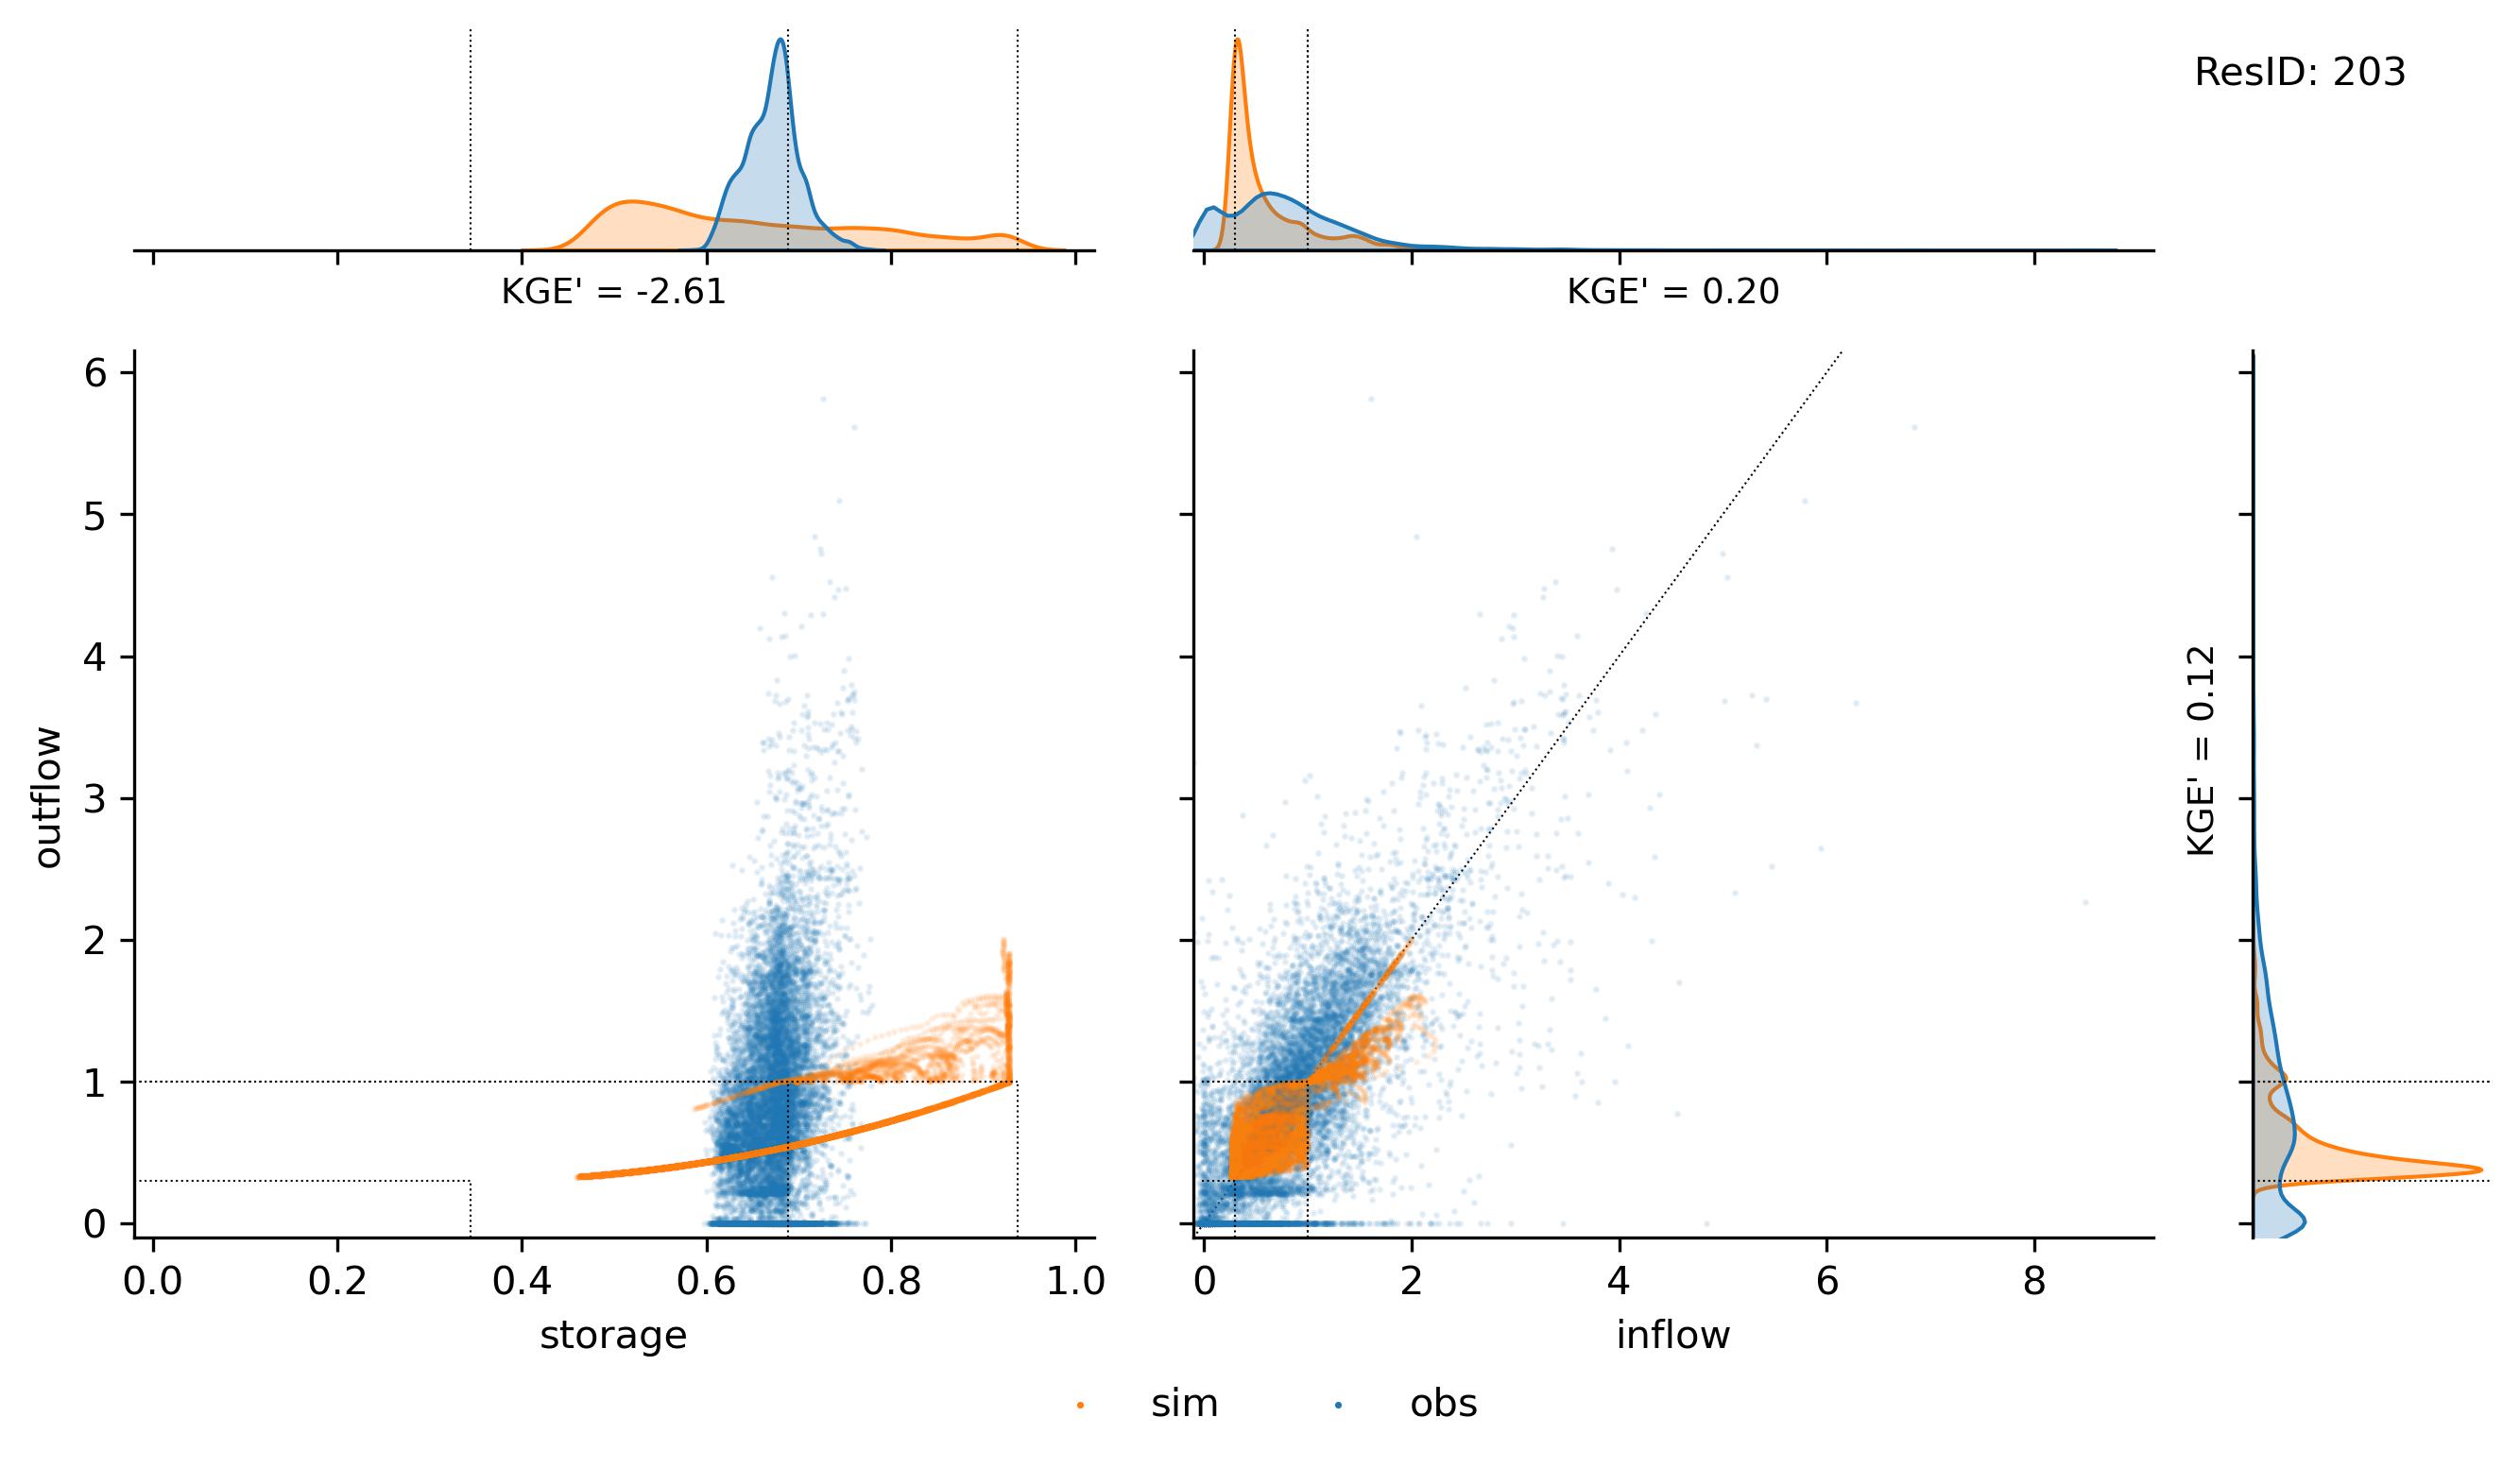 ResID: 203
KGE' = -2.61
KGE' = 0.20
6
5
4
3
2
1
0
outflow
KGE' = 0.12
0.0 0.2 0.4 0.6 0.8 1.0
0 2 4 6 8
storage
inflow
sim obs